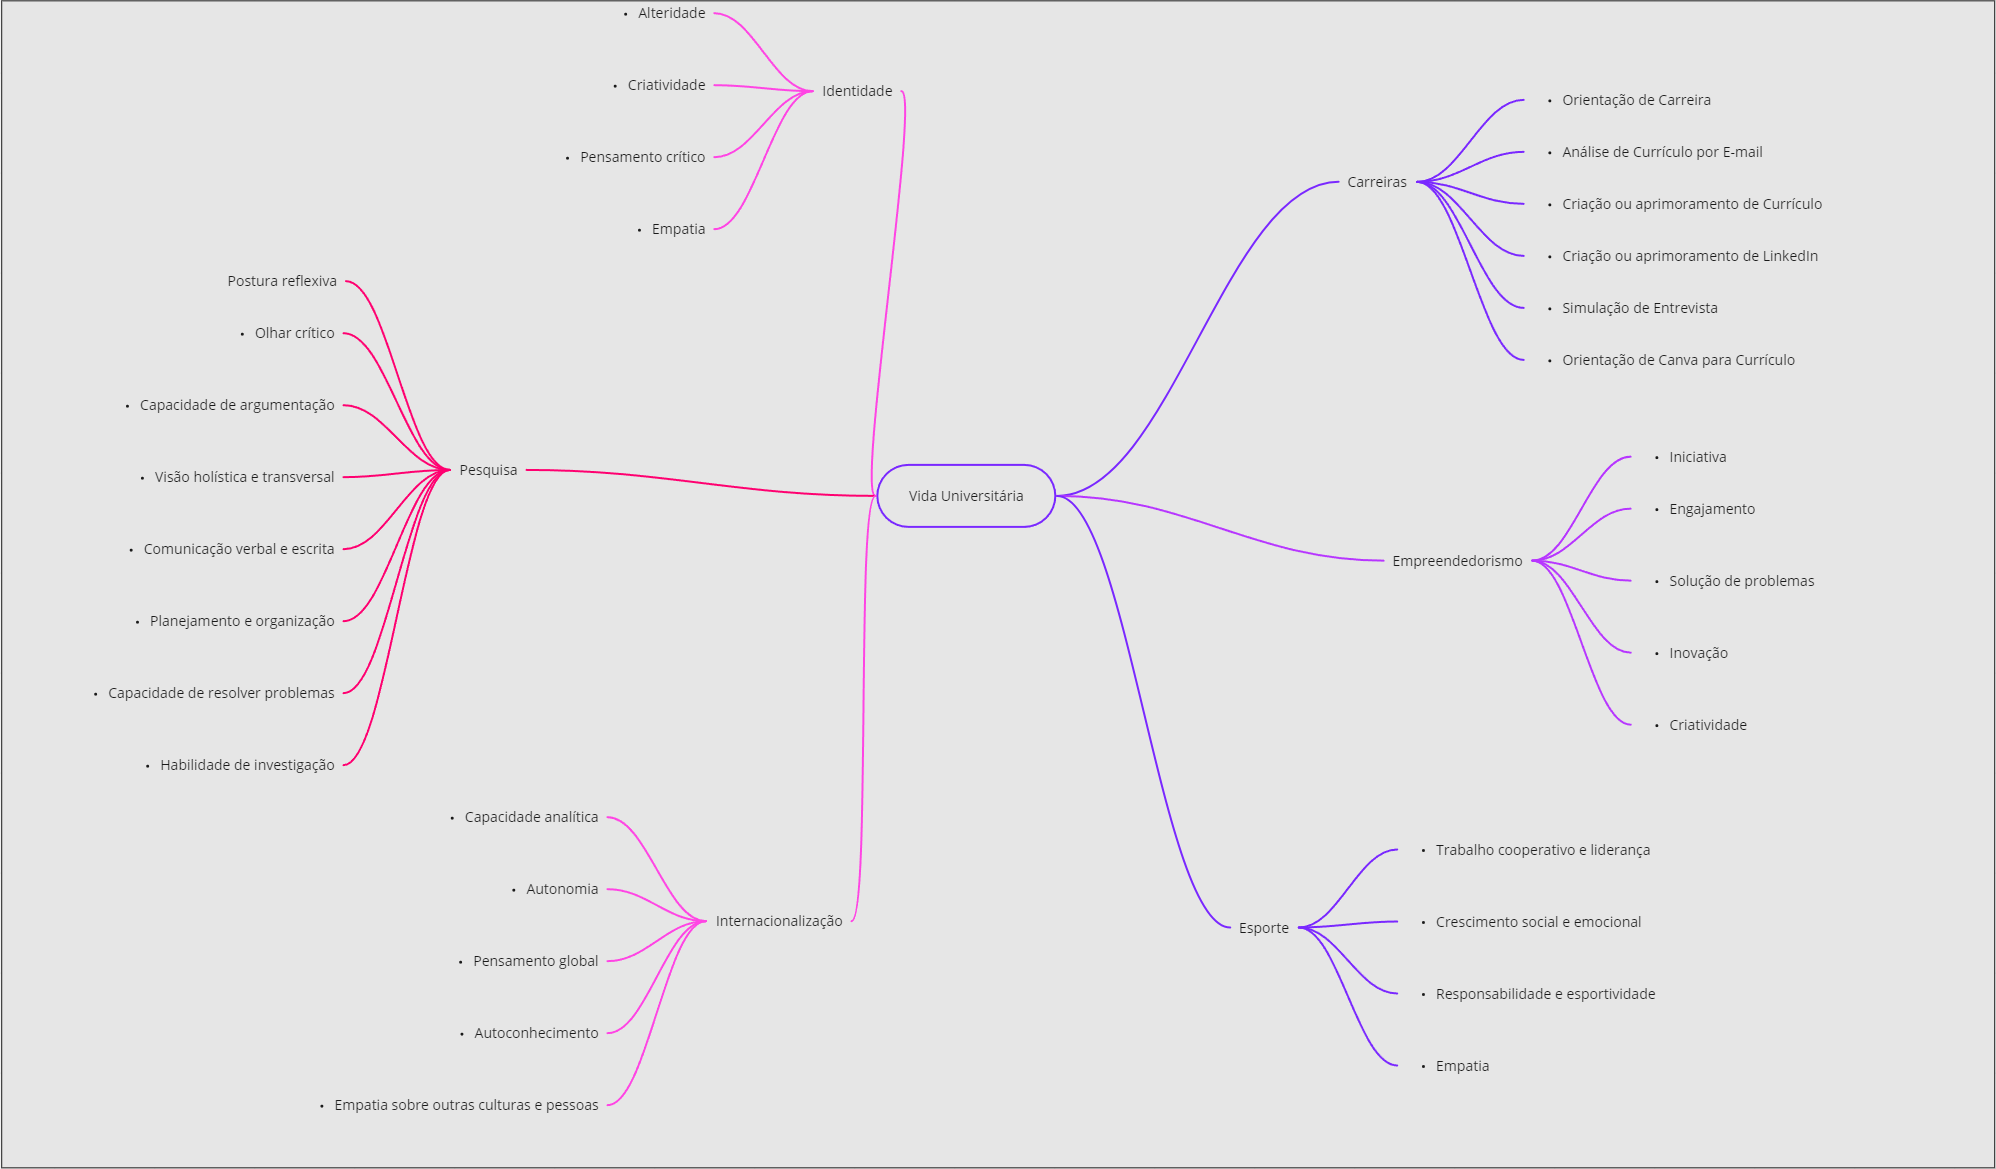 Vida Universitária
Identidade
• Alteridade
• Criatividade
• Pensamento crítico
• Empatia
Pesquisa
Postura reflexiva
• Olhar crítico
• Capacidade de argumentação
• Visão holística e transversal
• Comunicação verbal e escrita
• Planejamento e organização
• Capacidade de resolver problemas
• Habilidade de investigação
Internacionalização
• Capacidade analítica
• Autonomia
• Pensamento global
• Autoconhecimento
• Empatia sobre outras culturas e pessoas
Carreiras
• Orientação de Carreira
• Análise de Currículo por E-mail
• Criação ou aprimoramento de Currículo
• Criação ou aprimoramento de LinkedIn
• Simulação de Entrevista
• Orientação de Canva para Currículo
Empreendedorismo
• Iniciativa
• Engajamento
• Solução de problemas
• Inovação
• Criatividade
Esporte
• Trabalho cooperativo e liderança
• Crescimento social e emocional
• Responsabilidade e esportividade
• Empatia